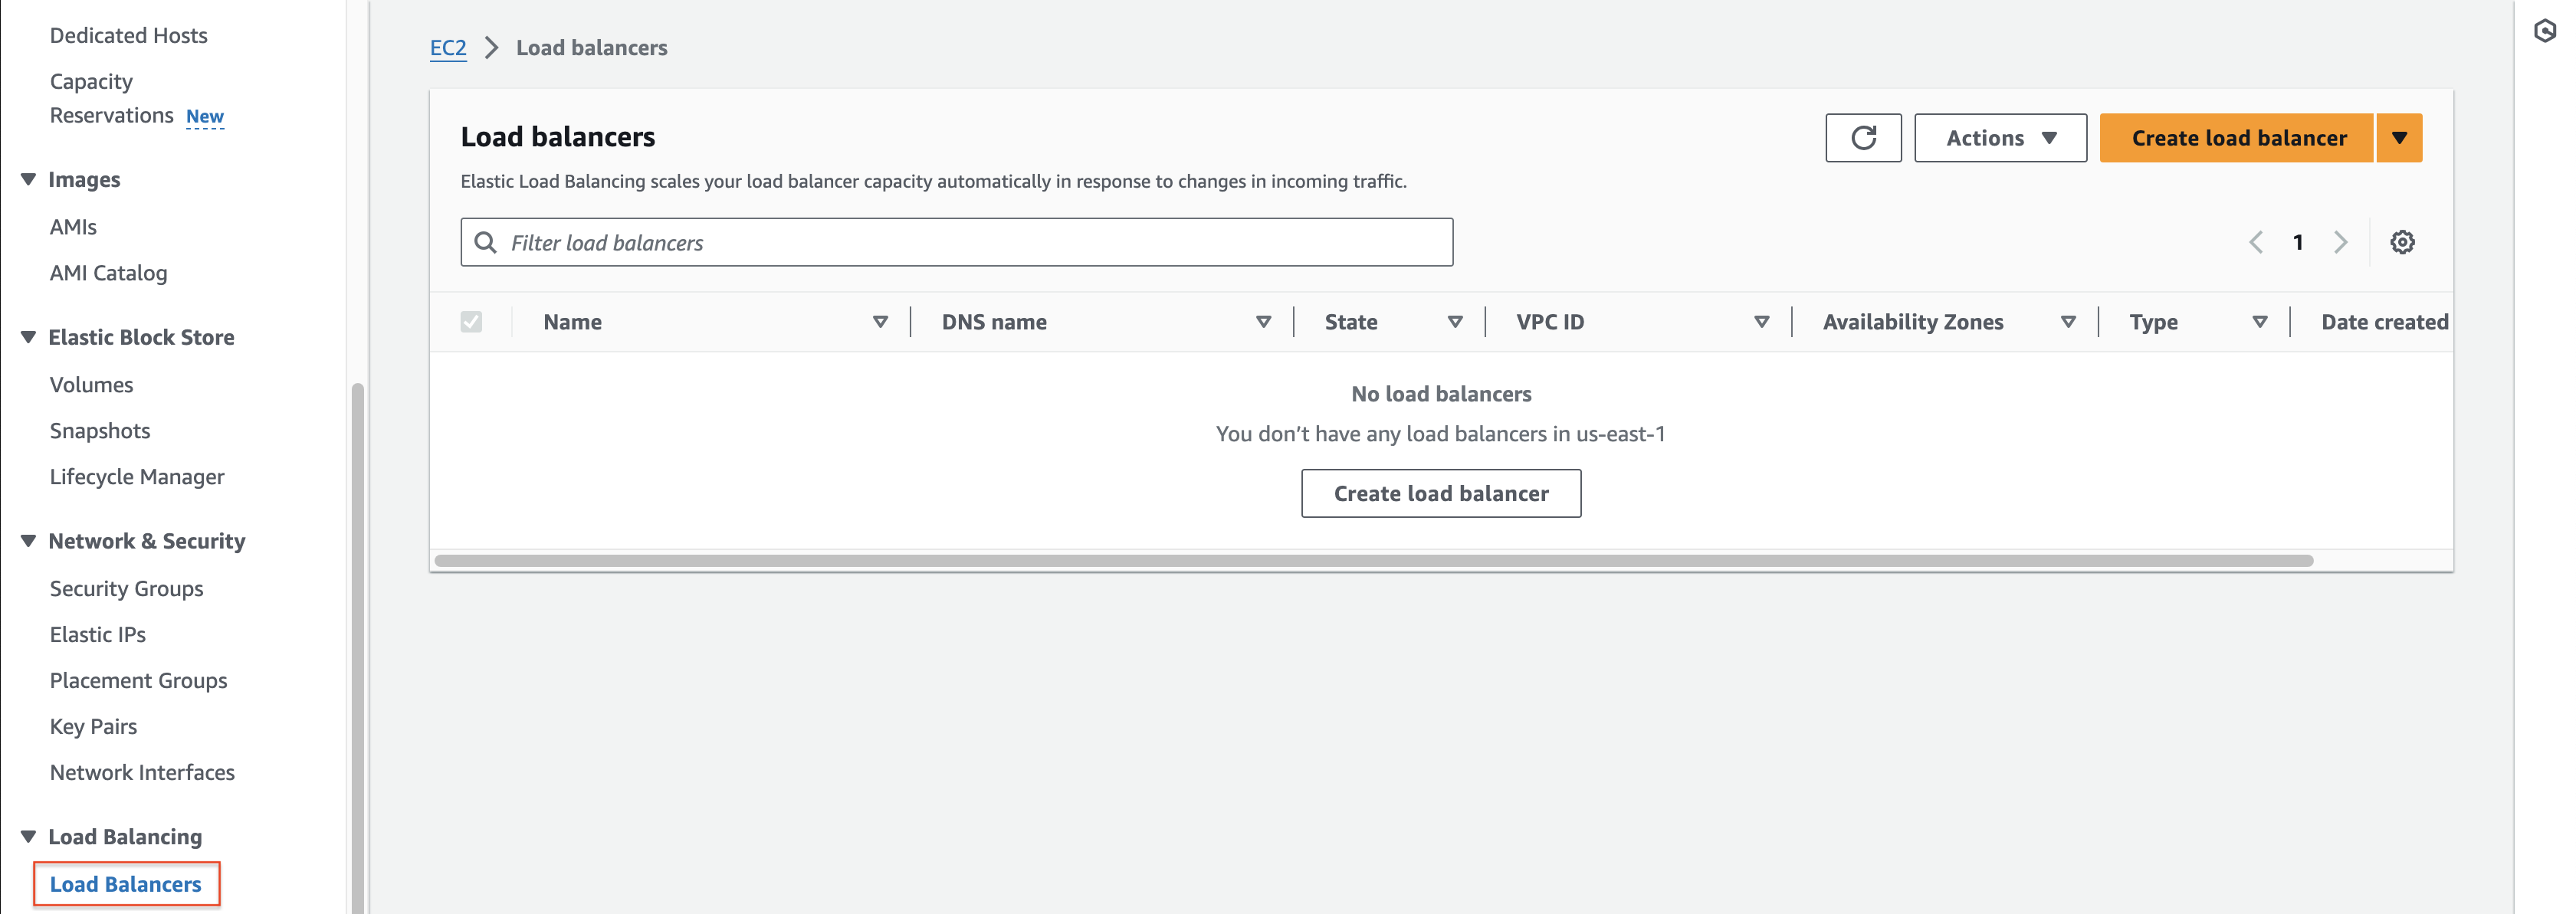 Dedicated Hosts
Capacity
Reservations New
Images
AMIs
AMI Catalog
Elastic Block Store
Volumes
Snapshots
Lifecycle Manager
Network & Security
Security Groups
Elastic IPs
Placement Groups
Key Pairs
Network Interfaces
Load Balancing
Load Balancers
EC2 > Load balancers
Load balancers
Actions
Create load balancer
Elastic Load Balancing scales your load balancer capacity automatically in response to changes in incoming traffic.
Filter load balancers
1
Name DNS name State VPC ID Availability Zones Type Date created
No load balancers
You don’t have any load balancers in us-east-1
Create load balancer